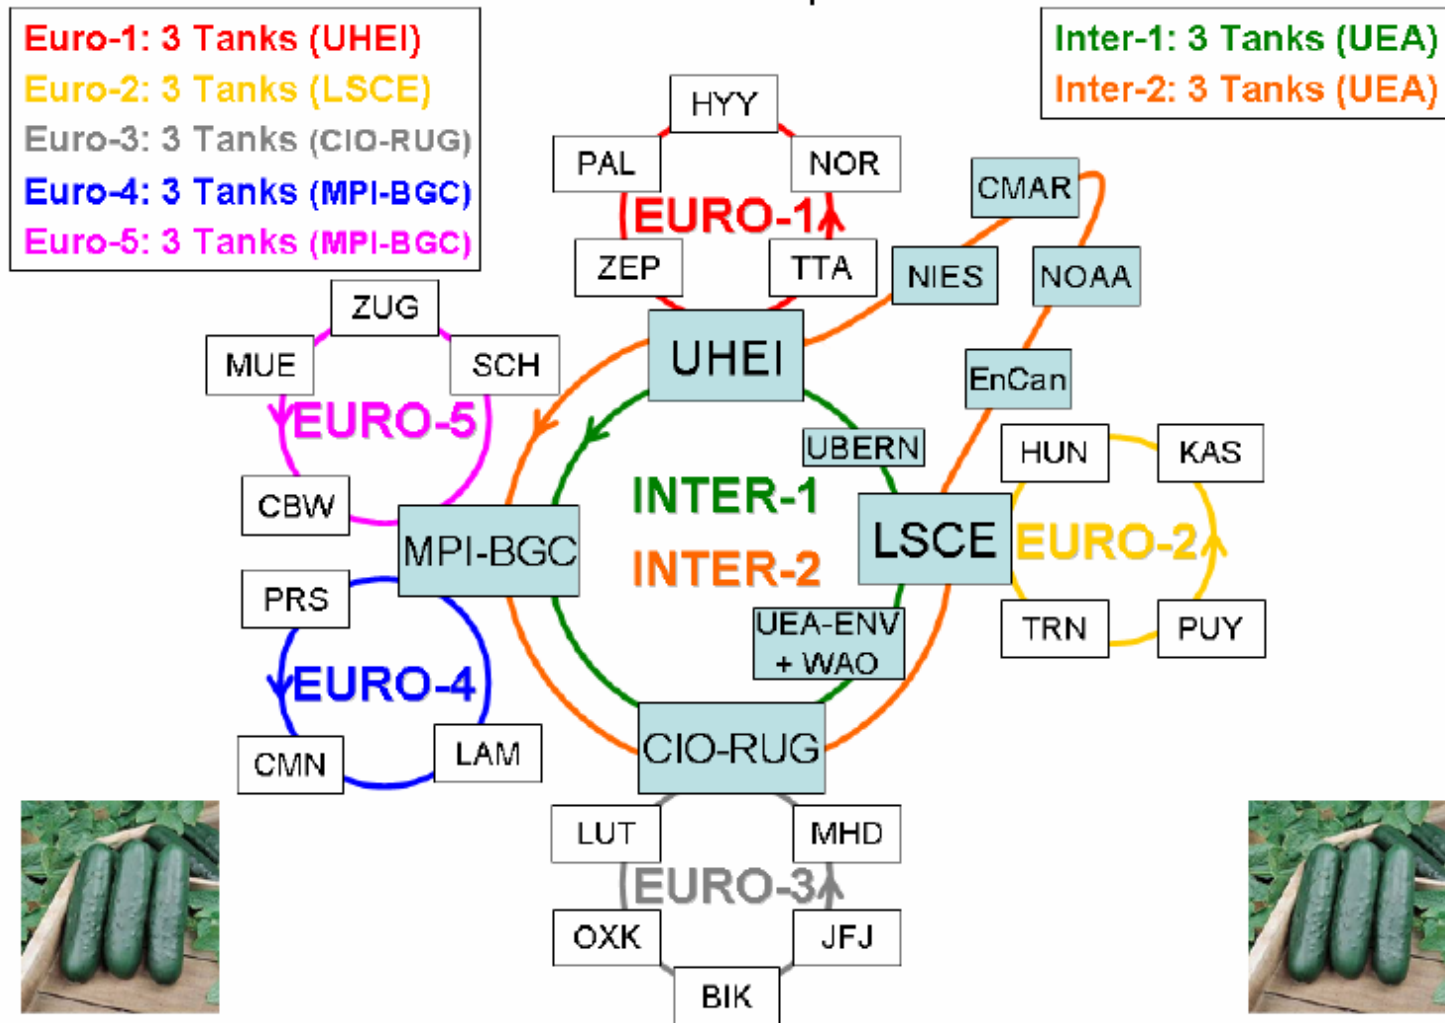 Euro-1: 3 Tanks (UHEI)
Euro-2: 3 Tanks (LSCE)
Euro-3: 3 Tanks (CIO-RUG)
Euro-4: 3 Tanks (MPI-BGC)
Euro-5: 3 Tanks (MPI-BGC)
Inter-1: 3 Tanks (UEA)
Inter-2: 3 Tanks (UEA)
HYY
PAL
NOR
EURO-1
ZEP
TTA
CMAR
NIES
NOAA
EnCan
ZUG
MUE
SCH
EURO-5
CBW
UHEI
UBERN
INTER-1
INTER-2
MPI-BGC
LSCE
HUN
KAS
EURO-2
TRN
PUY
PRS
EURO-4
CMN
LAM
UEA-ENV
+ WAO
CIO-RUG
LUT
MHD
EURO-3
OXK
JFJ
BIK